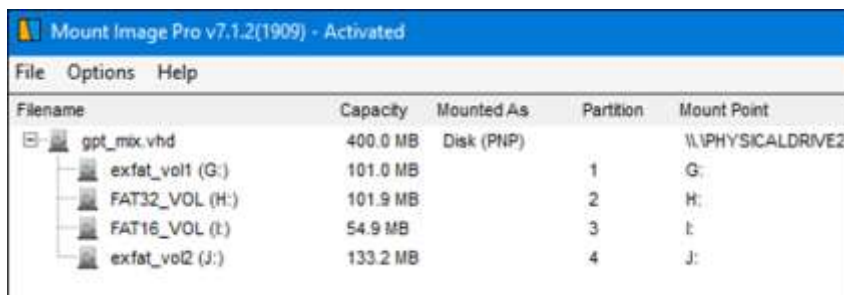 Mount Image Pro v7.1.2(1909) - Activated
File Options Help
Filename Capacity Mounted As Partition Mount Point
gpt_mix.vhd 400.0 MB Disk (PNP) \\.\PHYSICALDRIVE2
exfat_vol1 (G:) 101.0 MB 1 G:
FAT32_VOL (H:) 101.9 MB 2 H:
FAT16_VOL (I:) 54.9 MB 3 I:
exfat_vol2 (J:) 133.2 MB 4 J: